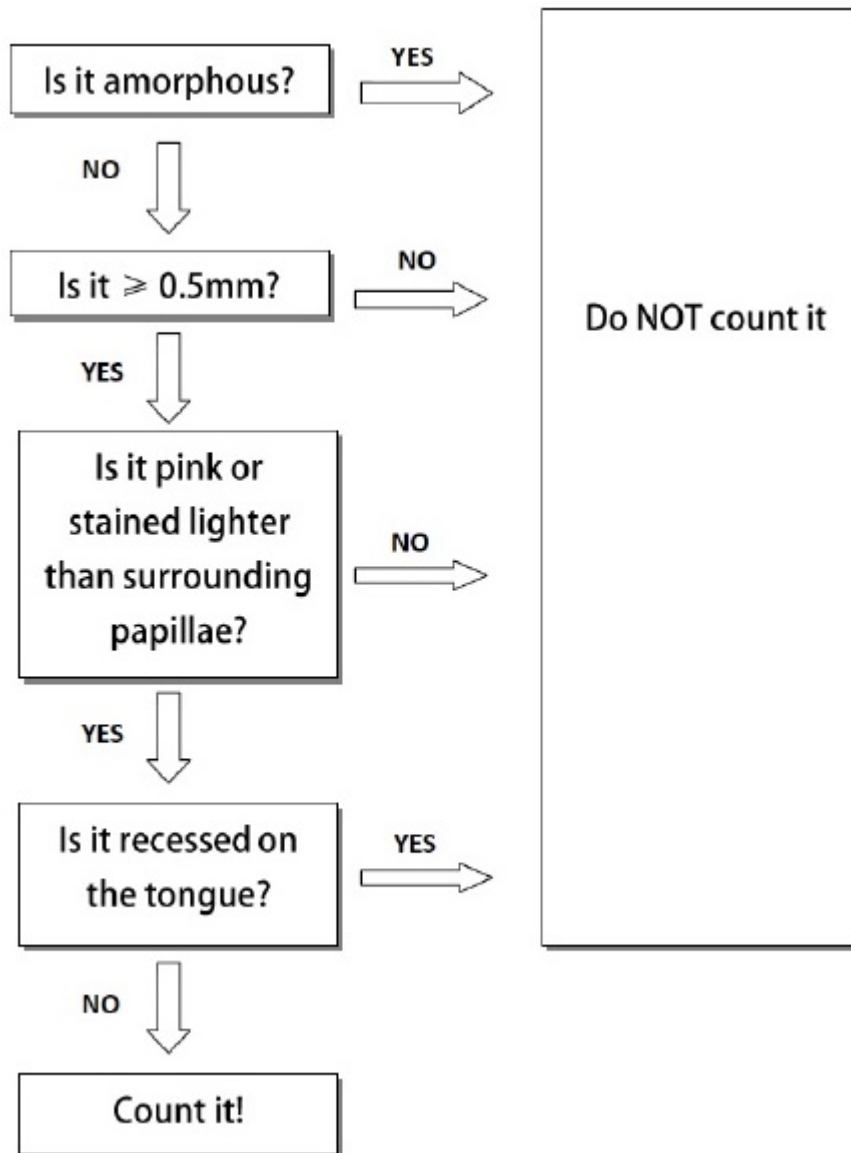 Is it amorphous?
YES
NO
Is it ⩾ 0.5mm?
NO
YES
Do NOT count it
Is it pink or
stained lighter
than surrounding
papillae?
NO
YES
Is it recessed on
the tongue?
YES
NO
Count it!